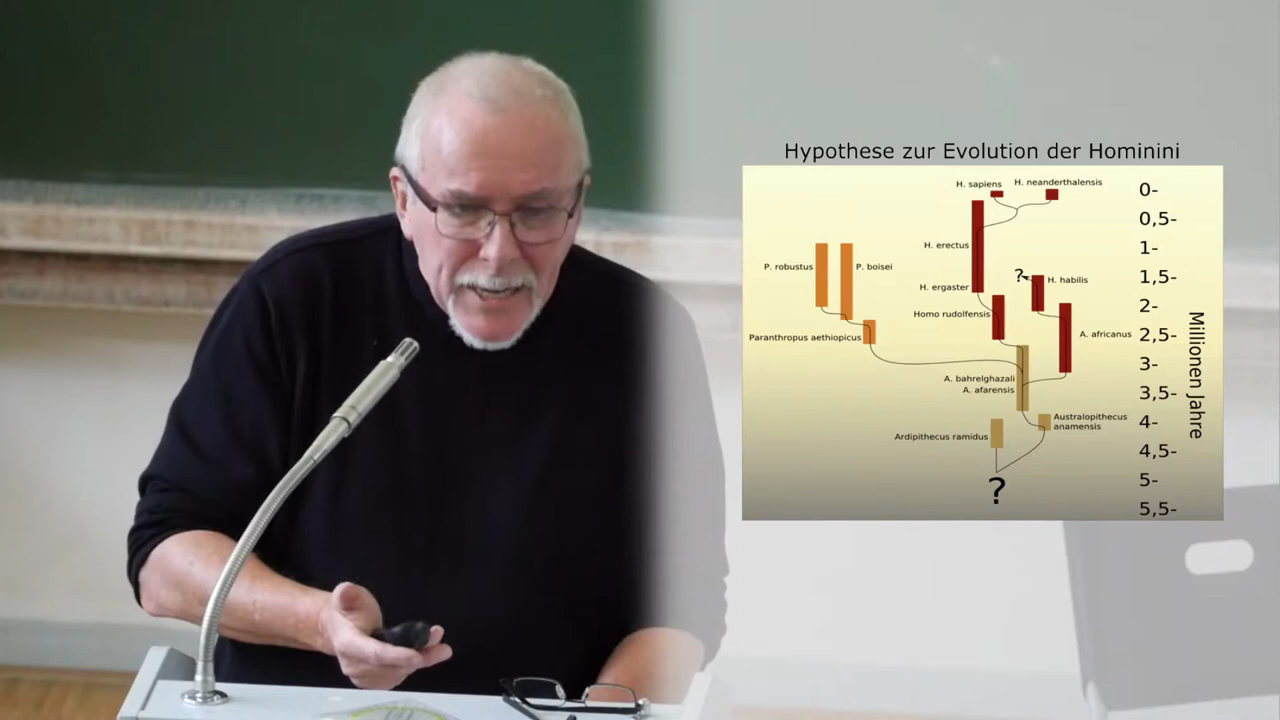 Hypothese zur Evolution der Hominini
H. sapiens
H. neanderthalensis
0-
0,5-
H. erectus
1-
P. robustus
P. boisei
?
H. habilis
1,5-
H. ergaster
2-
Homo rudolfensis
A. africanus
2,5-
Paranthropus aethiopicus
3-
A. bahrelghazali
A. afarensis
3,5-
Australopithecus
anamensis
4-
Ardipithecus ramidus
4,5-
5-
?
5,5-
Millionen Jahre